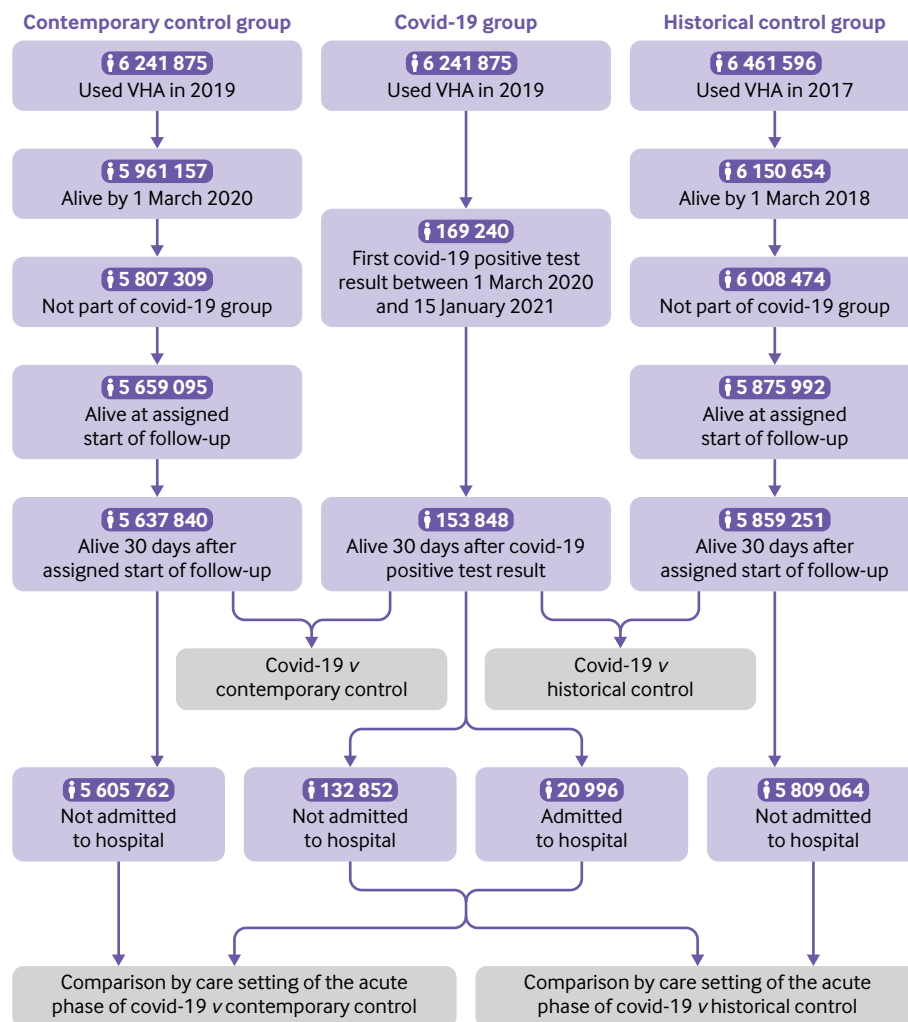 Contemporary control group
Covid-19 group
Historical control group
6 241 875
Used VHA in 2019
6 241 875
Used VHA in 2019
6 461 596
Used VHA in 2017
5 961 157
Alive by 1 March 2020
6 150 654
Alive by 1 March 2018
169 240
First covid-19 positive test
result between 1 March 2020
and 15 January 2021
5 807 309
Not part of covid-19 group
6 008 474
Not part of covid-19 group
5 659 095
Alive at assigned
start of follow-up
5 875 992
Alive at assigned
start of follow-up
5 637 840
Alive 30 days after
assigned start of follow-up
153 848
Alive 30 days after covid-19
positive test result
5 859 251
Alive 30 days after
assigned start of follow-up
Covid-19 v
contemporary control
Covid-19 v
historical control
5 605 762
Not admitted
to hospital
132 852
Not admitted
to hospital
20 996
Admitted
to hospital
5 809 064
Not admitted
to hospital
Comparison by care setting of the acute
phase of covid-19 v contemporary control
Comparison by care setting of the acute
phase of covid-19 v historical control